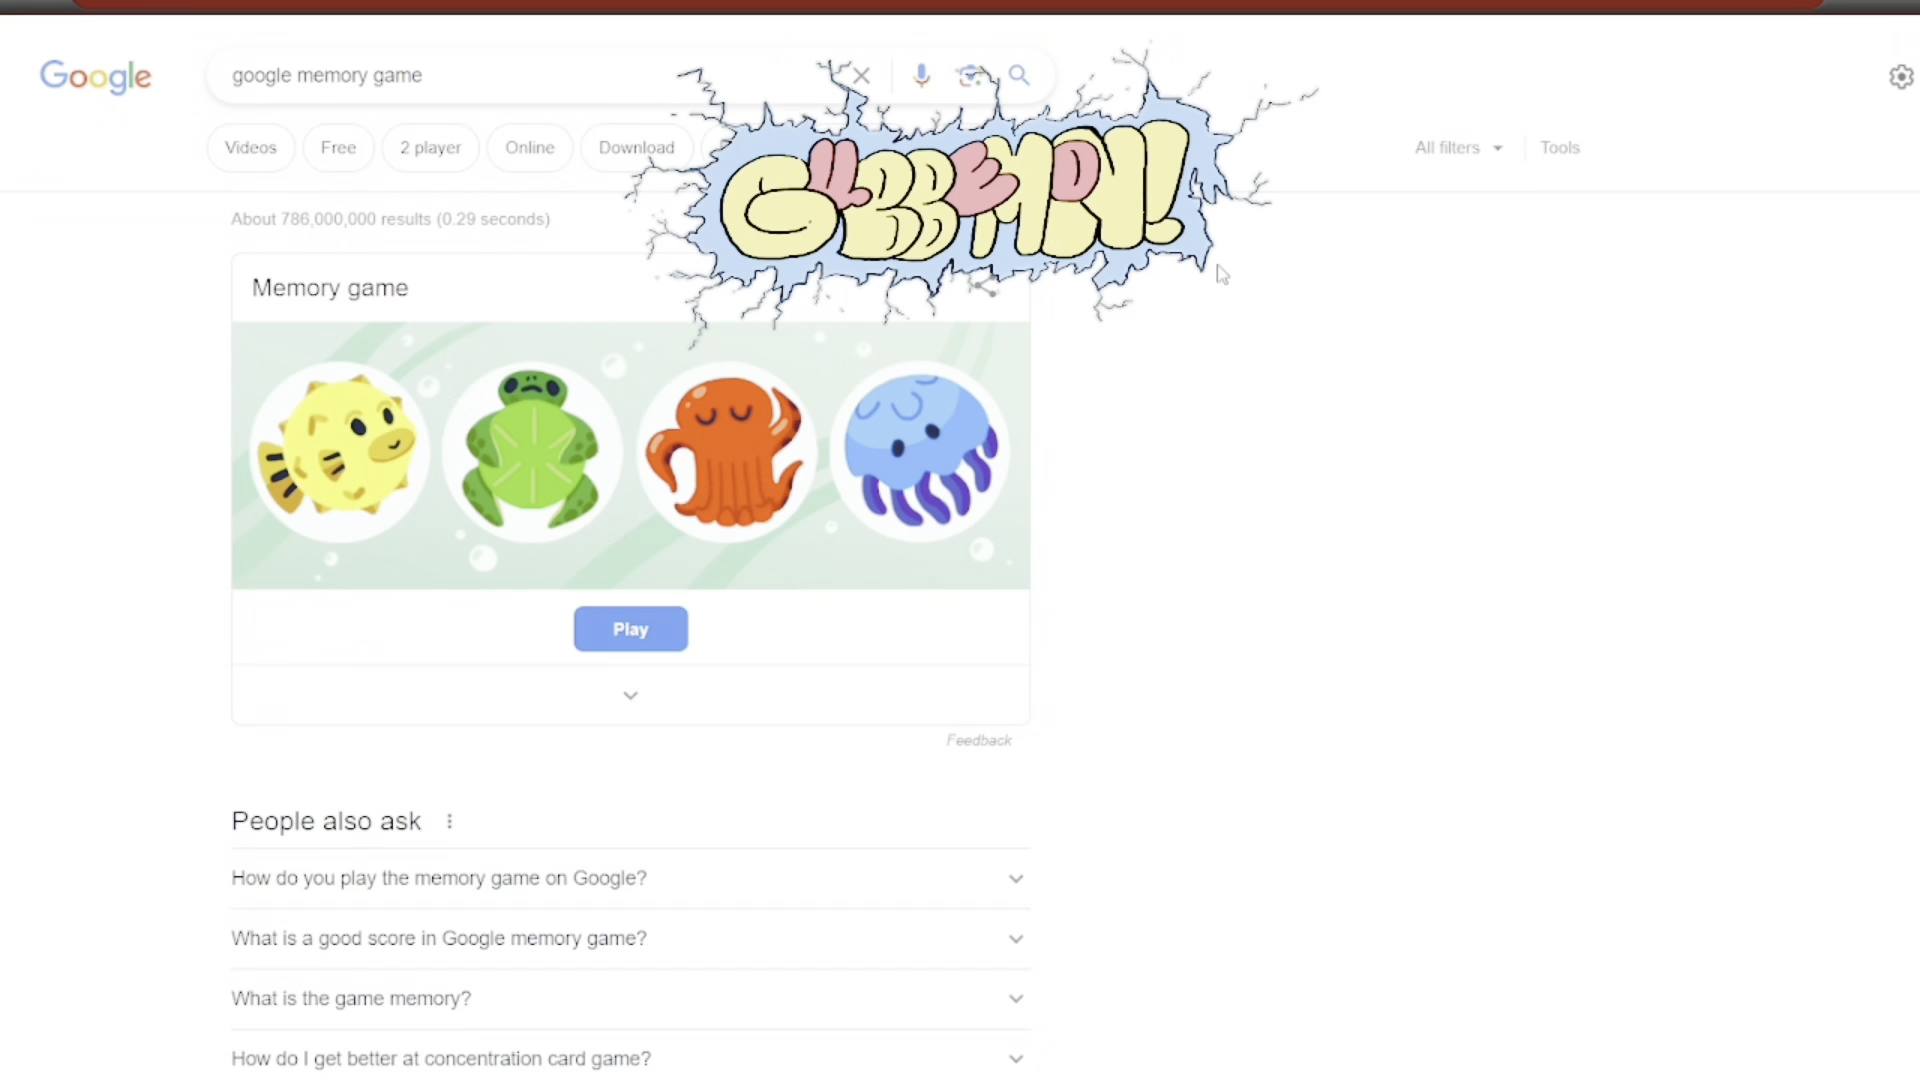 Google
google memory game
Videos
Free
2 player
Online
Download
All filters
Tools
About 786,000,000 results (0.29 seconds)
Memory game
Play
Feedback
People also ask
How do you play the memory game on Google?
What is a good score in Google memory game?
What is the game memory?
How do I get better at concentration card game?